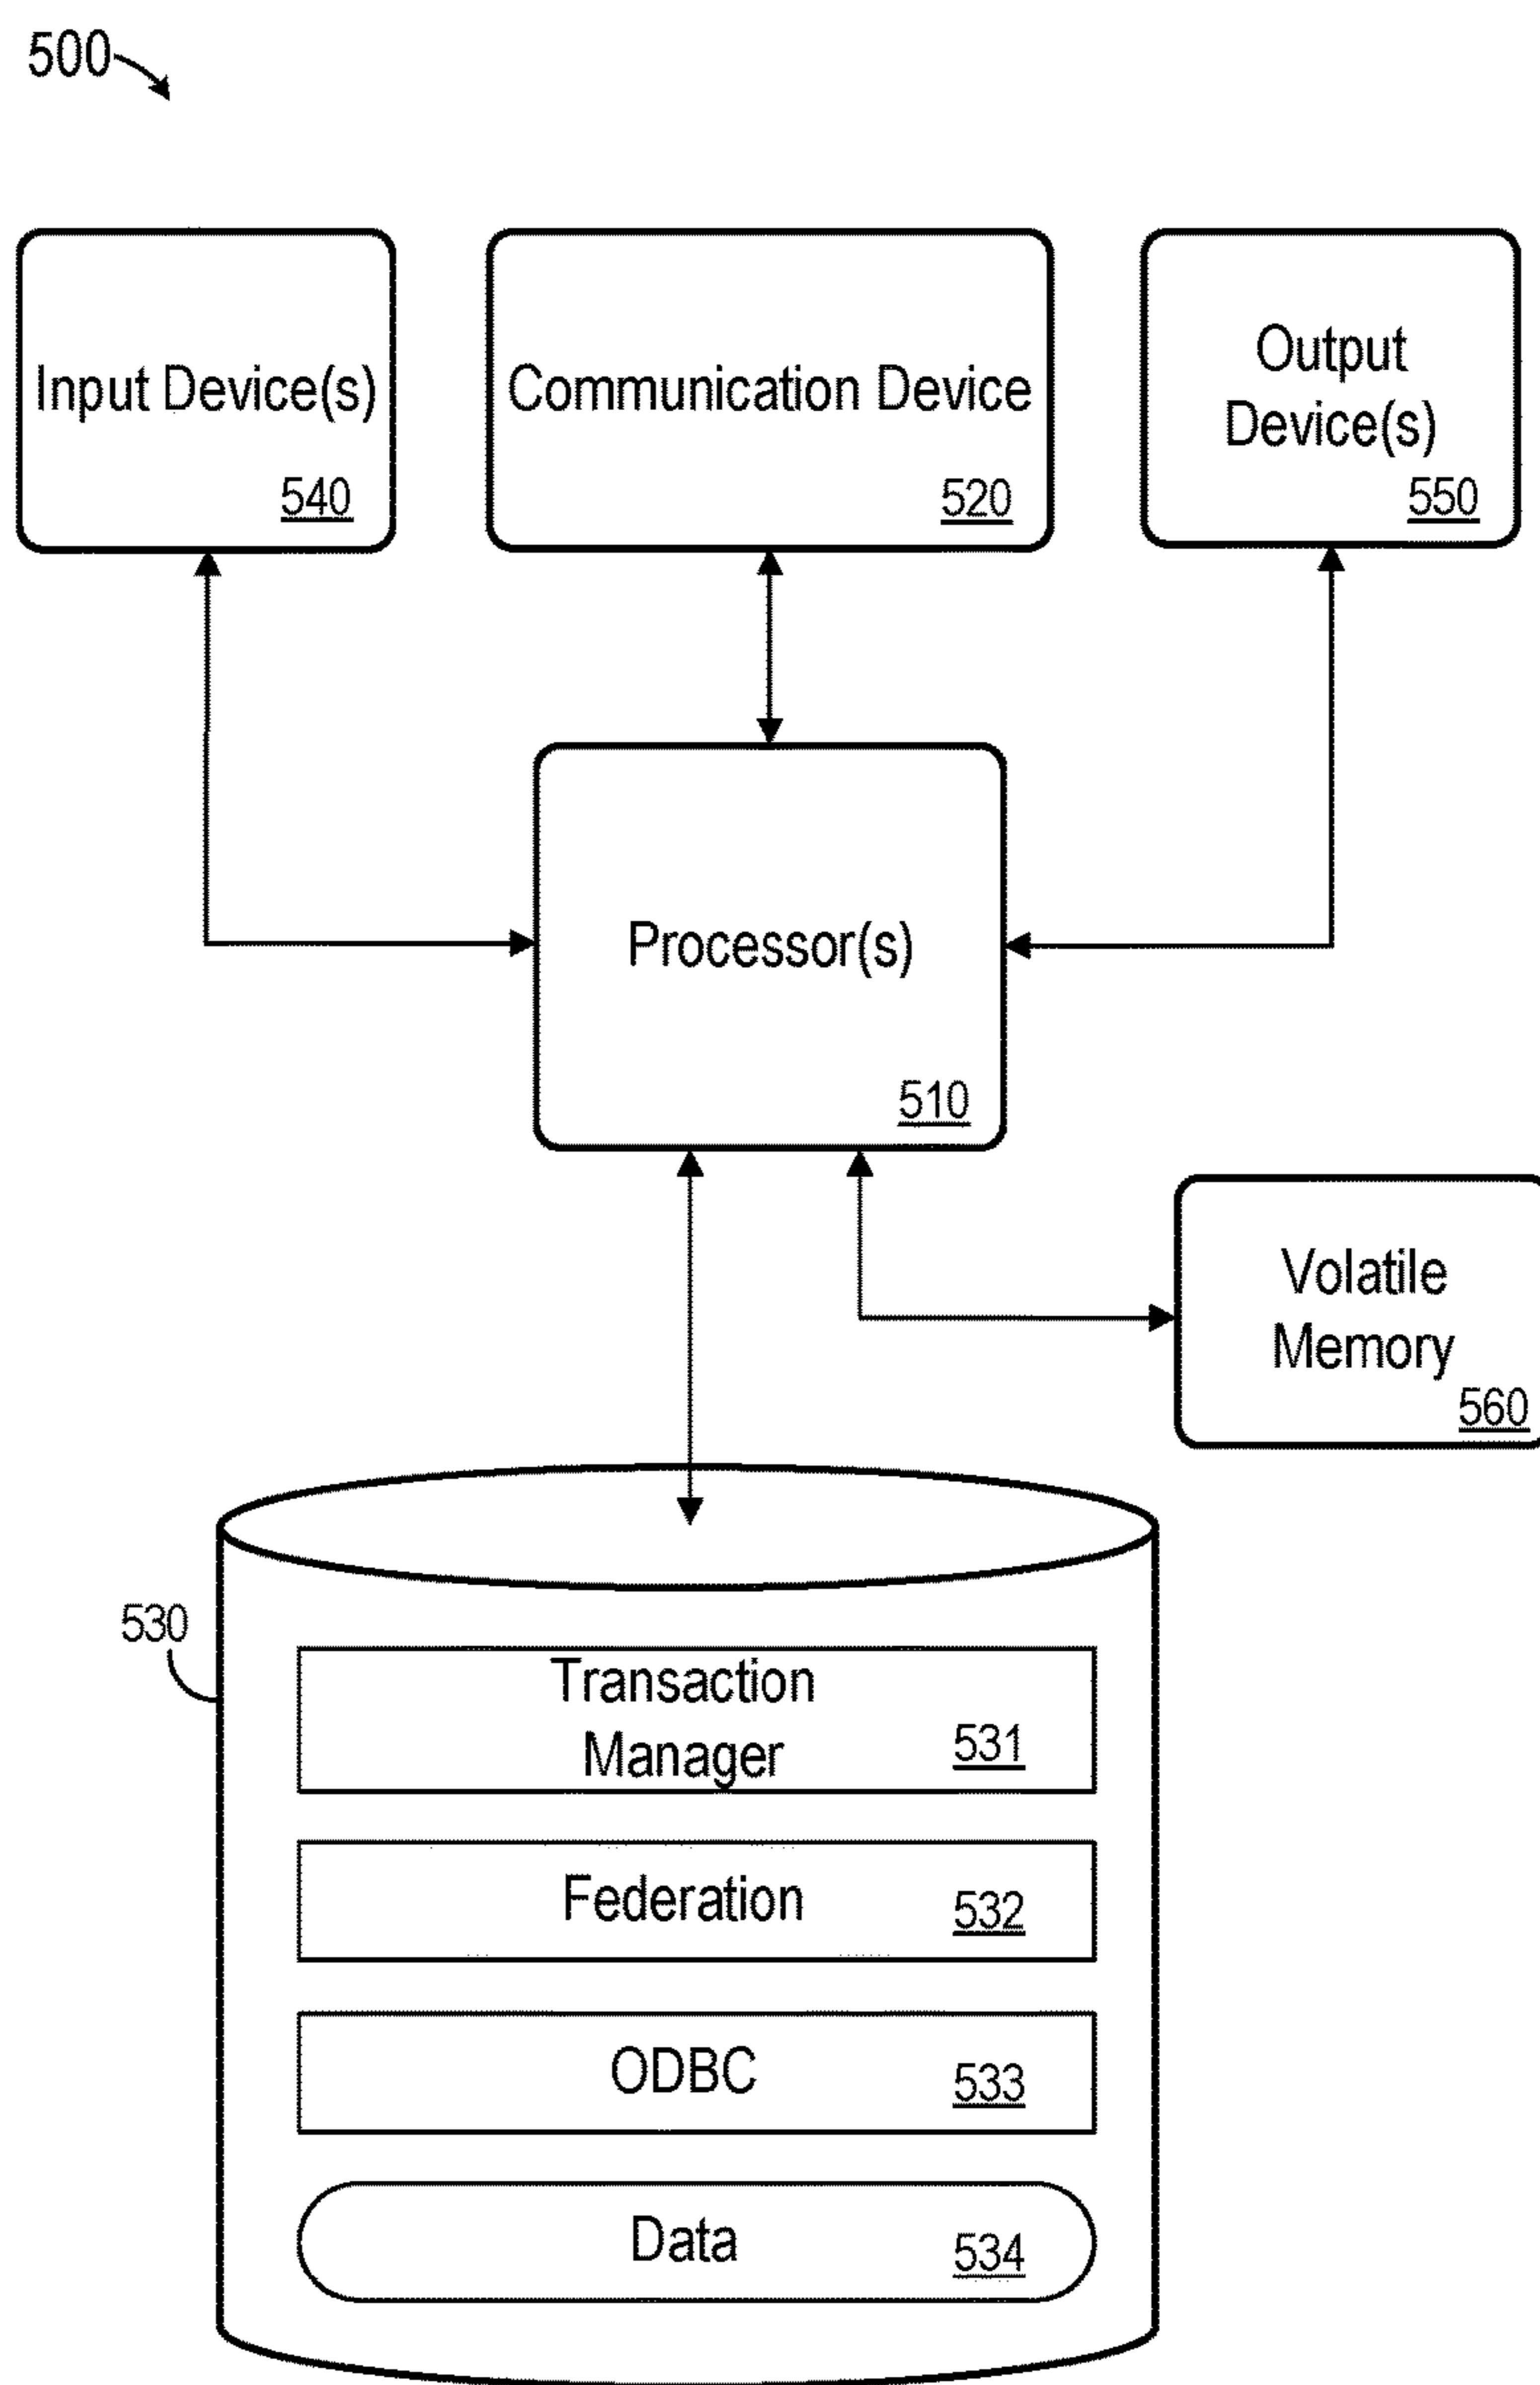 500
Input Device(s)
540
Communication Device
520
Output
Device(s)
550
Processor(s)
510
Volatile
Memory
560
530
Transaction
Manager
531
Federation
532
ODBC
533
Data
534